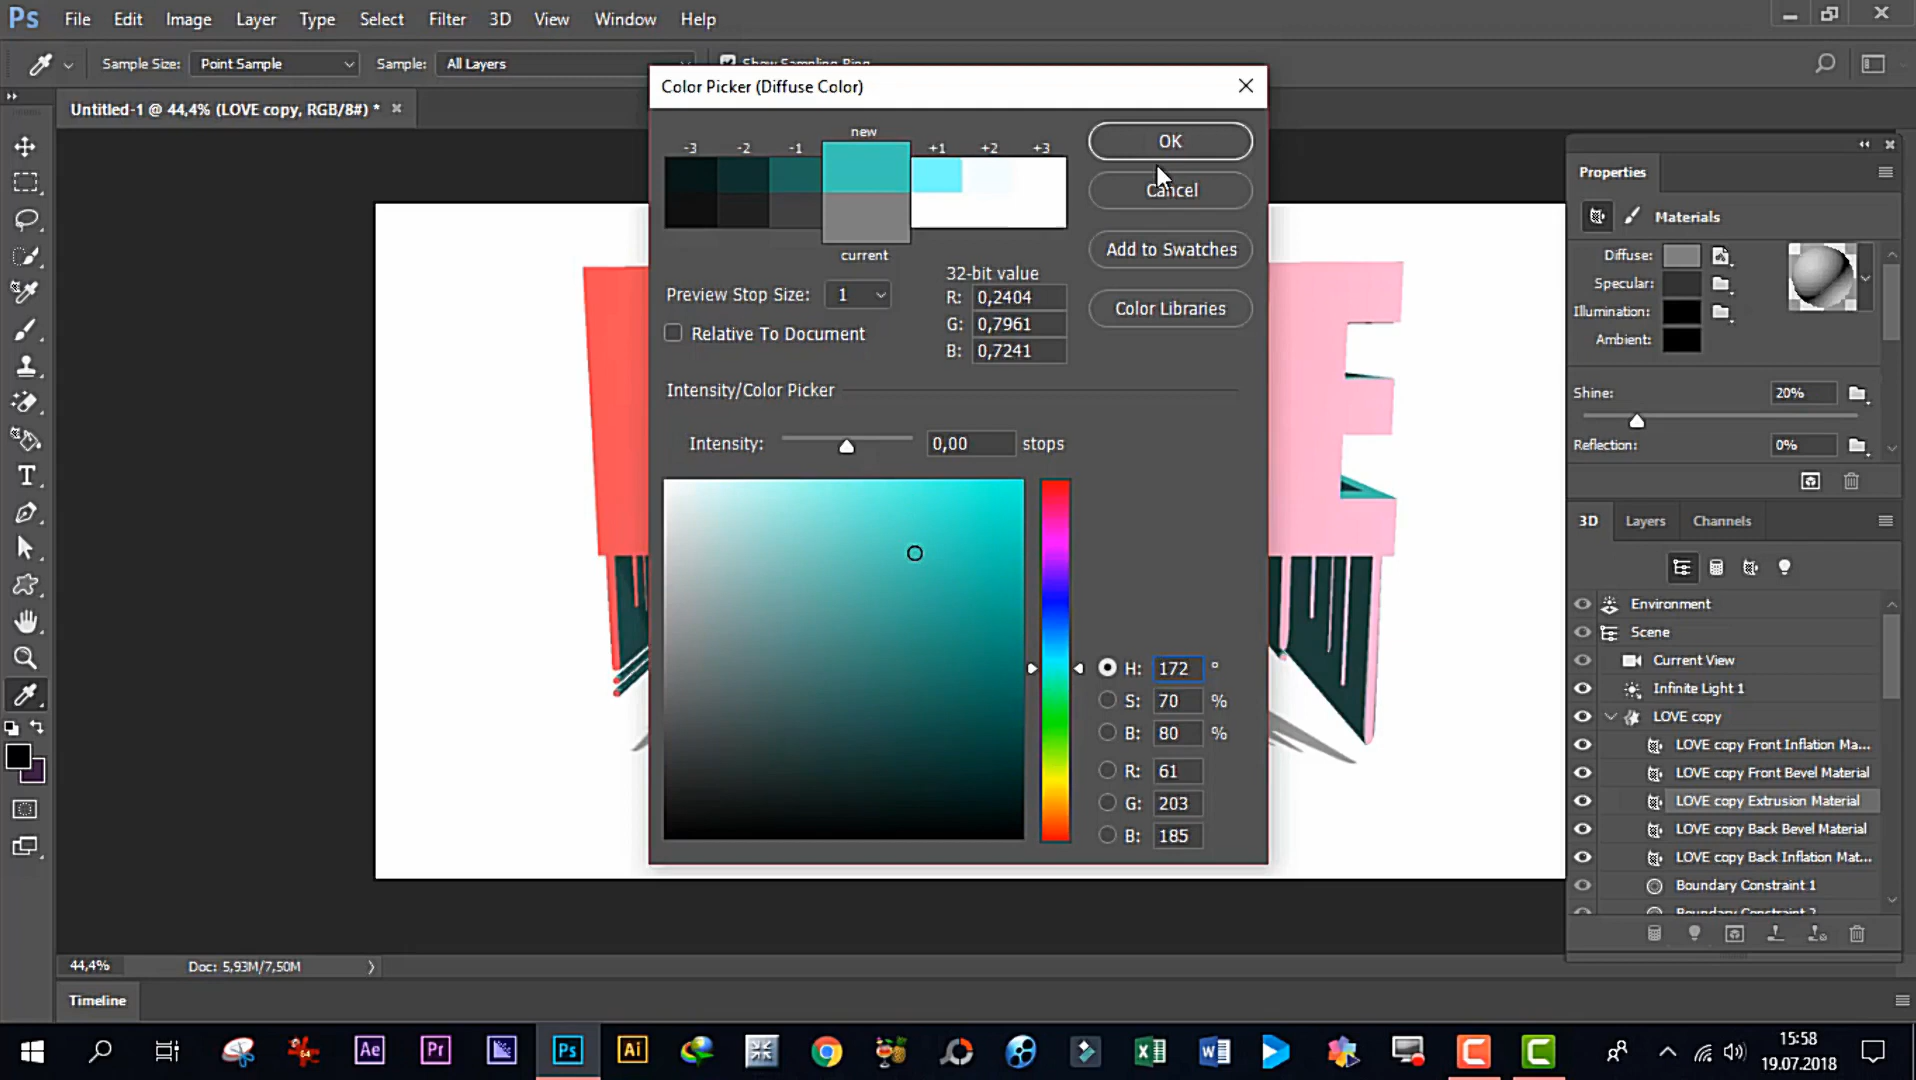 Ps File Edit Image Layer Type Select Filter 3D View Window Help
Sample Size: Point Sample Sample: All Layers Show Sampling Ring
Untitled-1 @ 44,4% (LOVE copy, RGB/8#) *
Color Picker (Diffuse Color)
new
-3 -2 -1 +1 +2 +3
current
OK
Cancel
Add to Swatches
Color Libraries
Preview Stop Size: 1
Relative To Document
32-bit value
R: 0,2404
G: 0,7961
B: 0,7241
Intensity/Color Picker
Intensity: 0,00 stops
H: 172 °
S: 70 %
B: 80 %
R: 61
G: 203
B: 185
E
Properties
Materials
Diffuse:
Specular:
Illumination:
Ambient:
Shine: 20%
Reflection: 0%
3D Layers Channels
Environment
Scene
Current View
Infinite Light 1
LOVE copy
LOVE copy Front Inflation Ma...
LOVE copy Front Bevel Material
LOVE copy Extrusion Material
LOVE copy Back Bevel Material
LOVE copy Back Inflation Mat...
Boundary Constraint 1
Boundary Constraint 2
44,4% Doc: 5,93M/7,50M
Timeline
Ae Pr Ps Ai
15:58
19.07.2018